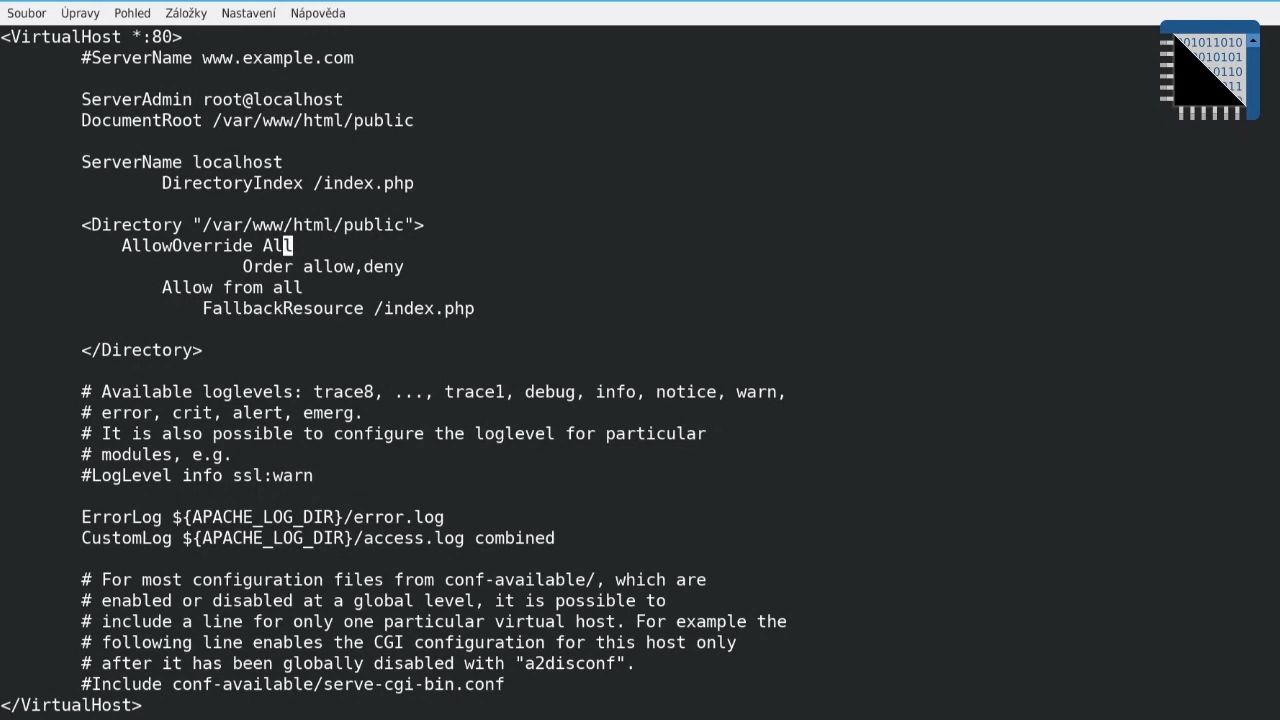 Soubor Úpravy Pohled Záložky Nastavení Nápověda
<VirtualHost *:80>
#ServerName www.example.com
ServerAdmin root@localhost
DocumentRoot /var/www/html/public
ServerName localhost
DirectoryIndex /index.php
<Directory "/var/www/html/public">
AllowOverride All
Order allow,deny
Allow from all
FallbackResource /index.php
</Directory>
# Available loglevels: trace8, ..., trace1, debug, info, notice, warn,
# error, crit, alert, emerg.
# It is also possible to configure the loglevel for particular
# modules, e.g.
#LogLevel info ssl:warn
ErrorLog ${APACHE_LOG_DIR}/error.log
CustomLog ${APACHE_LOG_DIR}/access.log combined
# For most configuration files from conf-available/, which are
# enabled or disabled at a global level, it is possible to
# include a line for only one particular virtual host. For example the
# following line enables the CGI configuration for this host only
# after it has been globally disabled with "a2disconf".
#Include conf-available/serve-cgi-bin.conf
</VirtualHost>